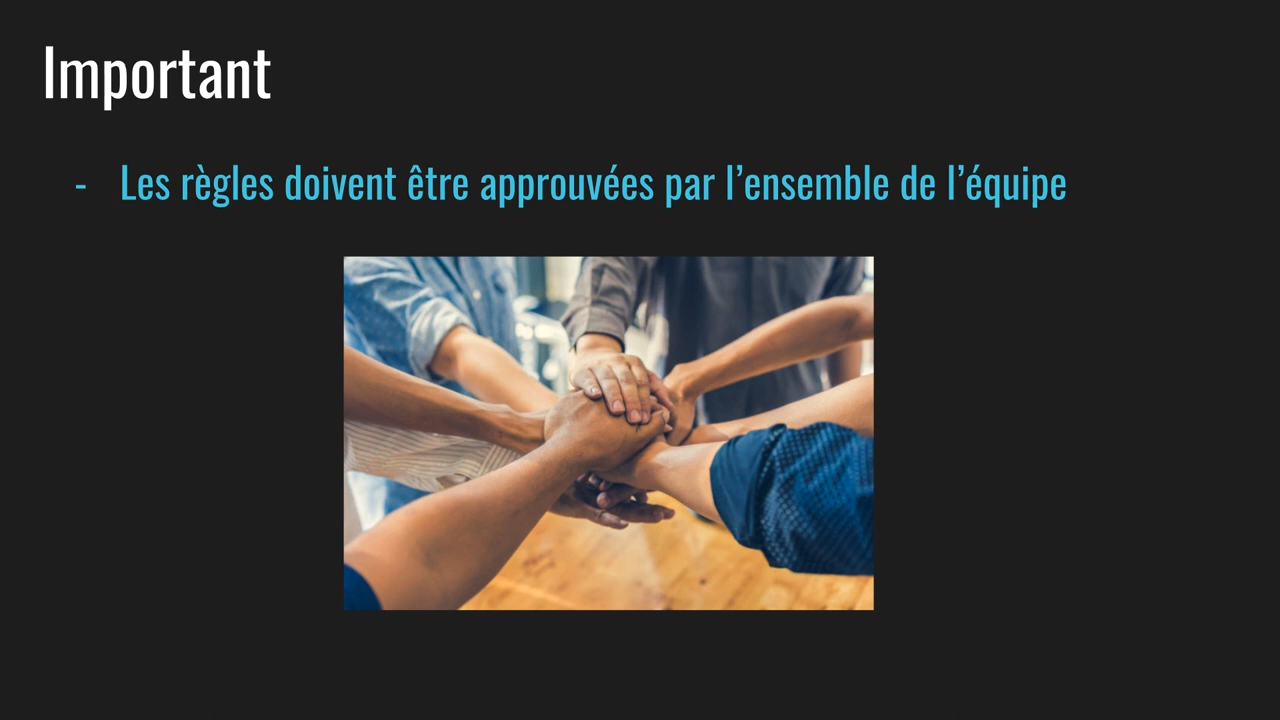 Important
- Les règles doivent être approuvées par l’ensemble de l’équipe